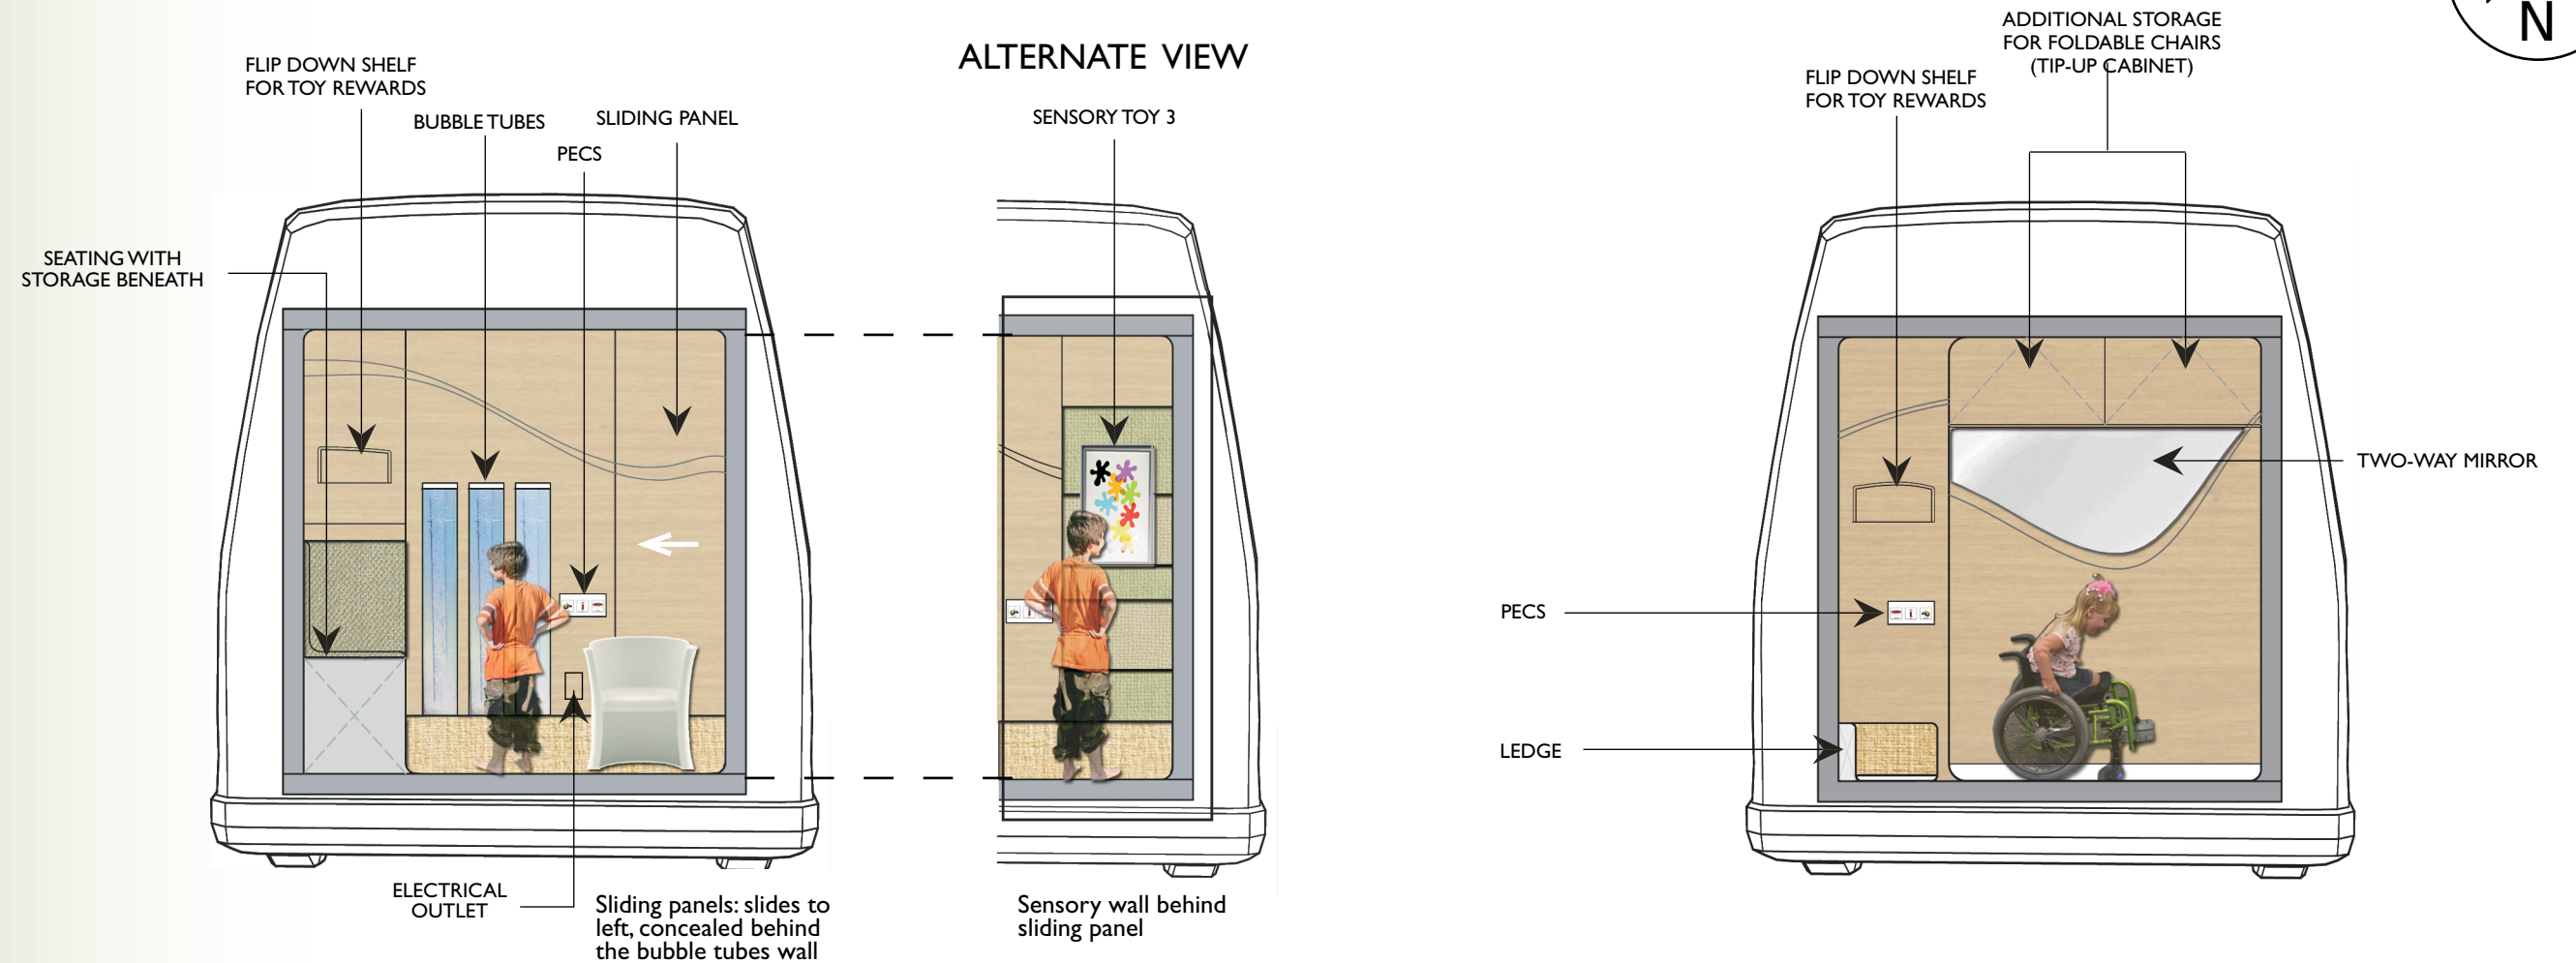 ALTERNATE VIEW
FLIP DOWN SHELF
FOR TOY REWARDS
BUBBLE TUBES
SLIDING PANEL
PECS
SEATING WITH
STORAGE BENEATH
ELECTRICAL
OUTLET
Sliding panels: slides to
left, concealed behind
the bubble tubes wall
SENSORY TOY 3
Sensory wall behind
sliding panel
ADDITIONAL STORAGE
FOR FOLDABLE CHAIRS
(TIP-UP CABINET)
FLIP DOWN SHELF
FOR TOY REWARDS
TWO-WAY MIRROR
PECS
LEDGE
N